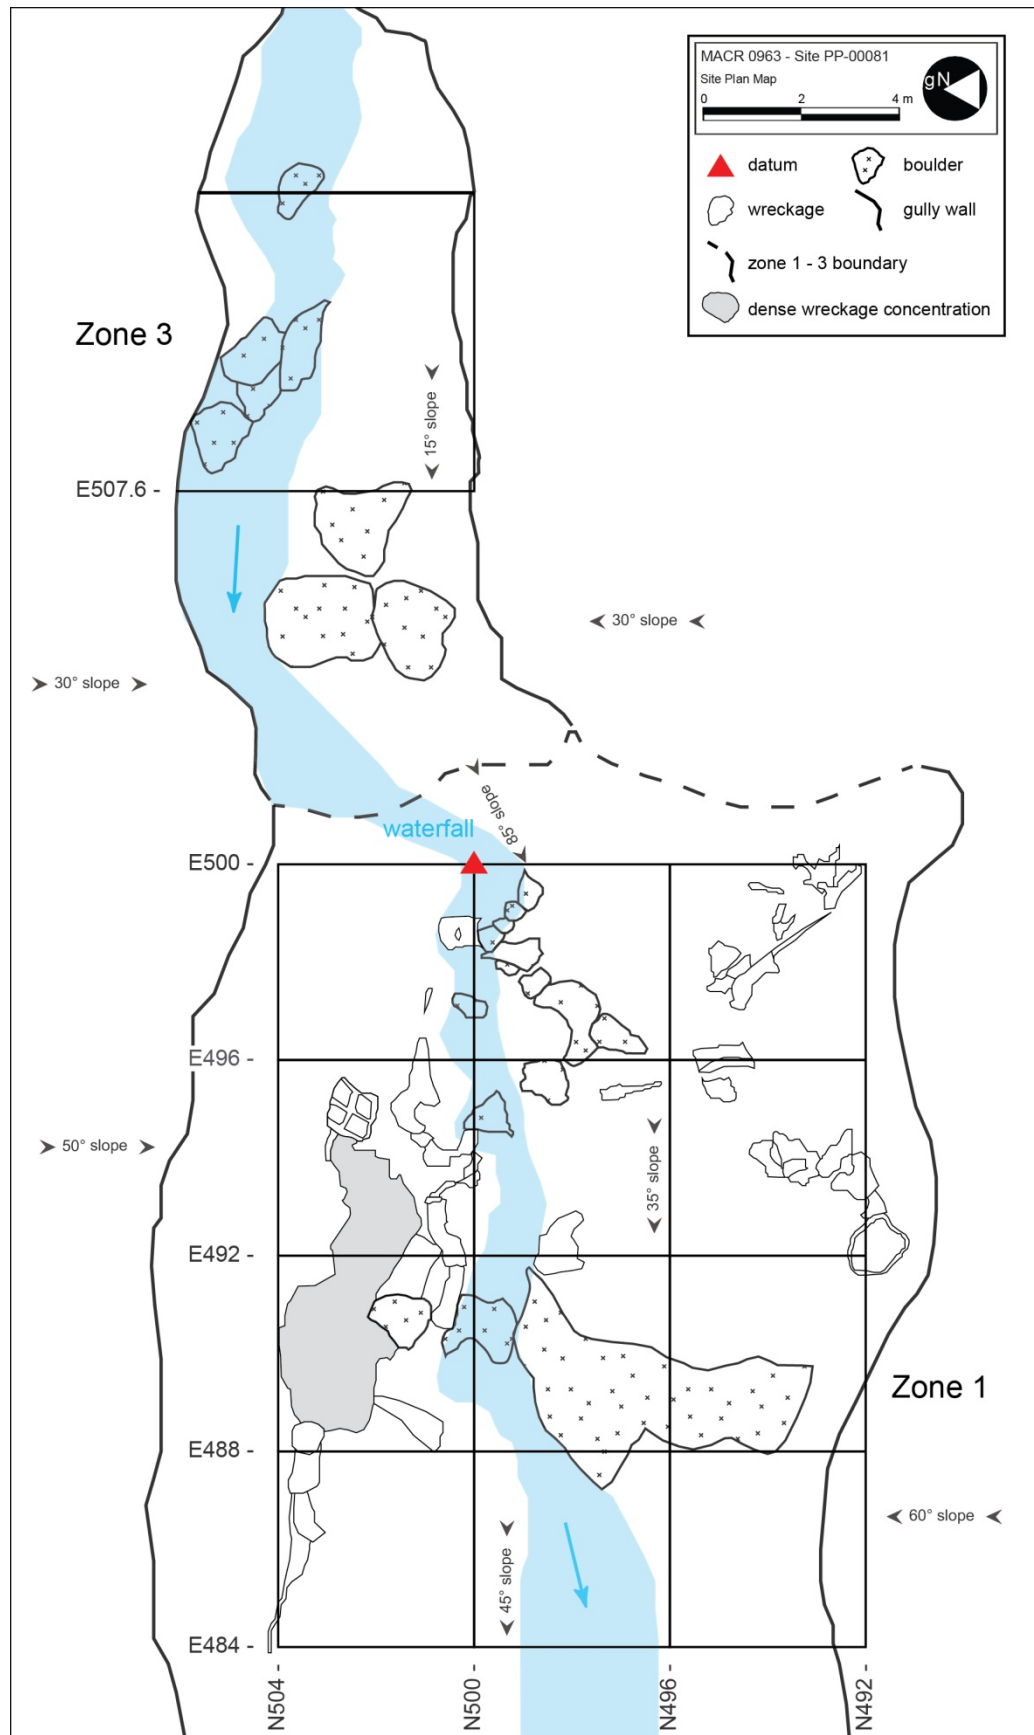 MACR 0963 - Site PP-00081
Site Plan Map
0 2 4 m
gN
datum
boulder
wreckage
gully wall
zone 1 - 3 boundary
dense wreckage concentration
Zone 3
15° slope
E507.6 -
30° slope
30° slope
85° slope
waterfall
E500 -
E496 -
50° slope
35° slope
E492 -
Zone 1
E488 -
60° slope
45° slope
E484 -
N504 -
N500 -
N496 -
N492 -